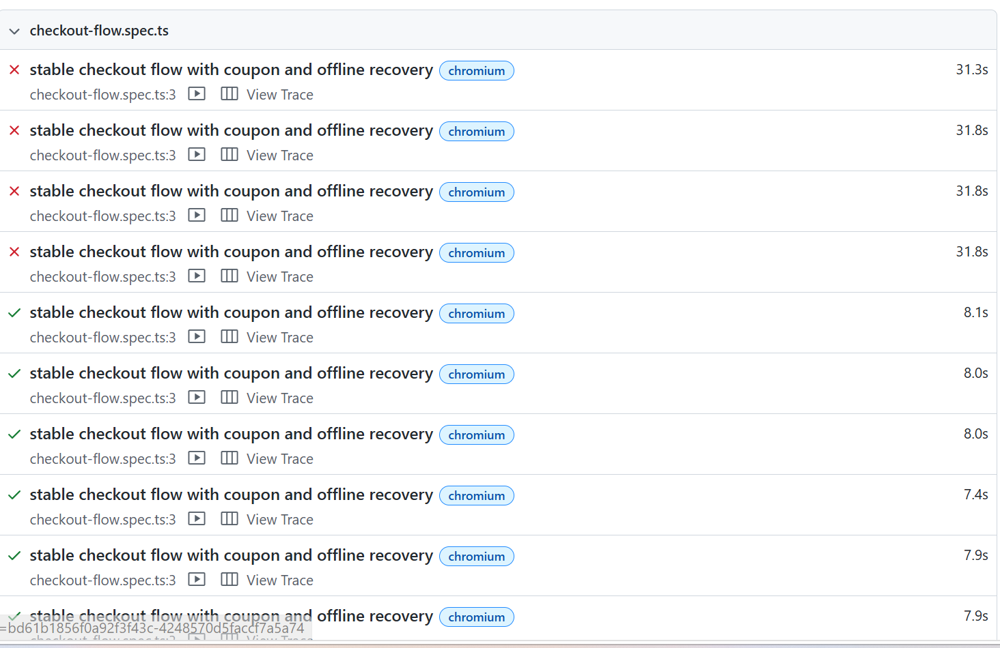 checkout-flow.spec.ts
stable checkout flow with coupon and offline recovery chromium 31.3s
checkout-flow.spec.ts:3 View Trace
stable checkout flow with coupon and offline recovery chromium 31.8s
checkout-flow.spec.ts:3 View Trace
stable checkout flow with coupon and offline recovery chromium 31.8s
checkout-flow.spec.ts:3 View Trace
stable checkout flow with coupon and offline recovery chromium 31.8s
checkout-flow.spec.ts:3 View Trace
stable checkout flow with coupon and offline recovery chromium 8.1s
checkout-flow.spec.ts:3 View Trace
stable checkout flow with coupon and offline recovery chromium 8.0s
checkout-flow.spec.ts:3 View Trace
stable checkout flow with coupon and offline recovery chromium 8.0s
checkout-flow.spec.ts:3 View Trace
stable checkout flow with coupon and offline recovery chromium 7.4s
checkout-flow.spec.ts:3 View Trace
stable checkout flow with coupon and offline recovery chromium 7.9s
checkout-flow.spec.ts:3 View Trace
stable checkout flow with coupon and offline recovery chromium 7.9s
=bd61b1856f0a92f3f43c-4248570d5faccf7a5a74
checkout-flow.spec.ts:3 View Trace